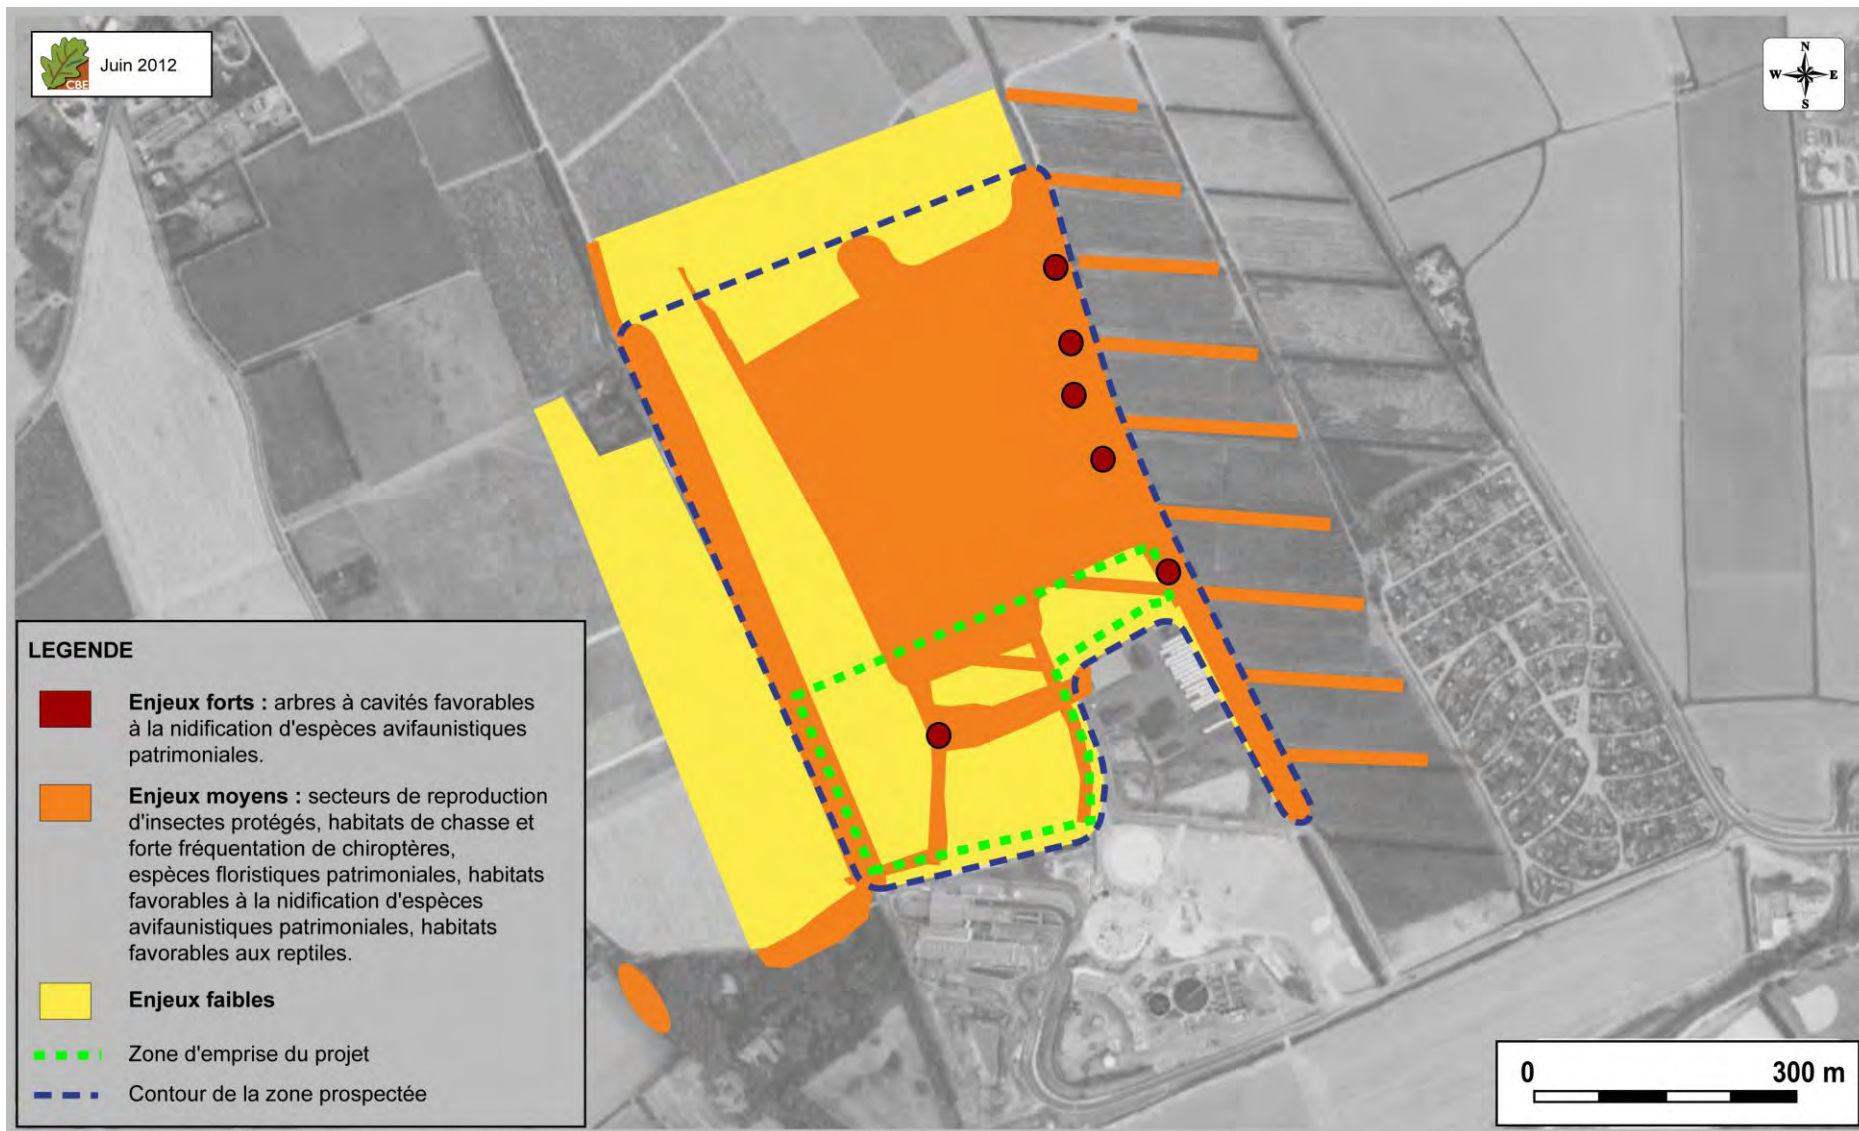 CBE
Juin 2012
N
W E
S
LEGENDE
Enjeux forts : arbres à cavités favorables
à la nidification d'espèces avifaunistiques
patrimoniales.
Enjeux moyens : secteurs de reproduction
d'insectes protégés, habitats de chasse et
forte fréquentation de chiroptères,
espèces floristiques patrimoniales, habitats
favorables à la nidification d'espèces
avifaunistiques patrimoniales, habitats
favorables aux reptiles.
Enjeux faibles
Zone d'emprise du projet
Contour de la zone prospectée
0 300 m